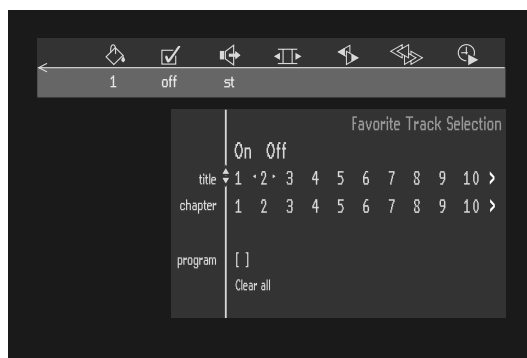 1 off st
Favorite Track Selection
On Off
title 1 2 3 4 5 6 7 8 9 10 >
chapter 1 2 3 4 5 6 7 8 9 10 >
program [ ]
Clear all